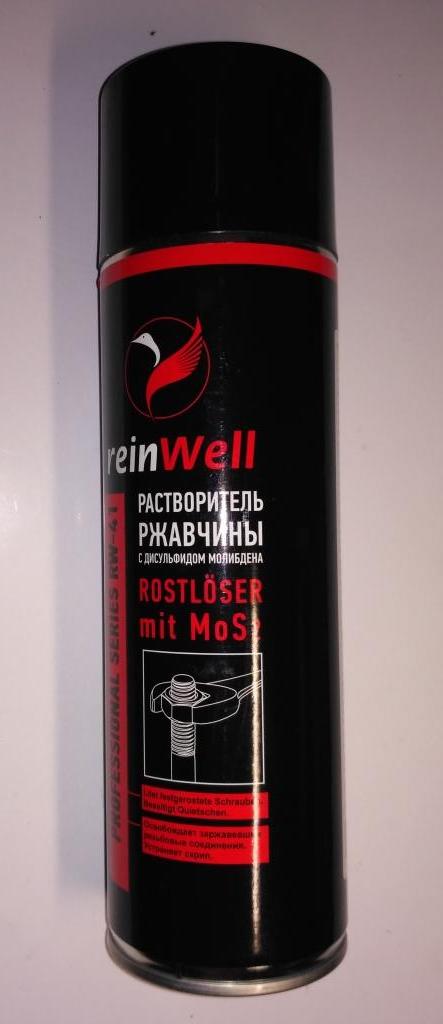 reinWell
РАСТВОРИТЕЛЬ
РЖАВЧИНЫ
С ДИСУЛЬФИДОМ МОЛИБДЕНА
ROSTLÖSER
mit MoS2
PROFESSIONAL SERIES RW-41
Löst festgerostete Schrauben.
Beseitigt Quietschen.
Освобождает заржавевшие
резьбовые соединения.
Устраняет скрип.